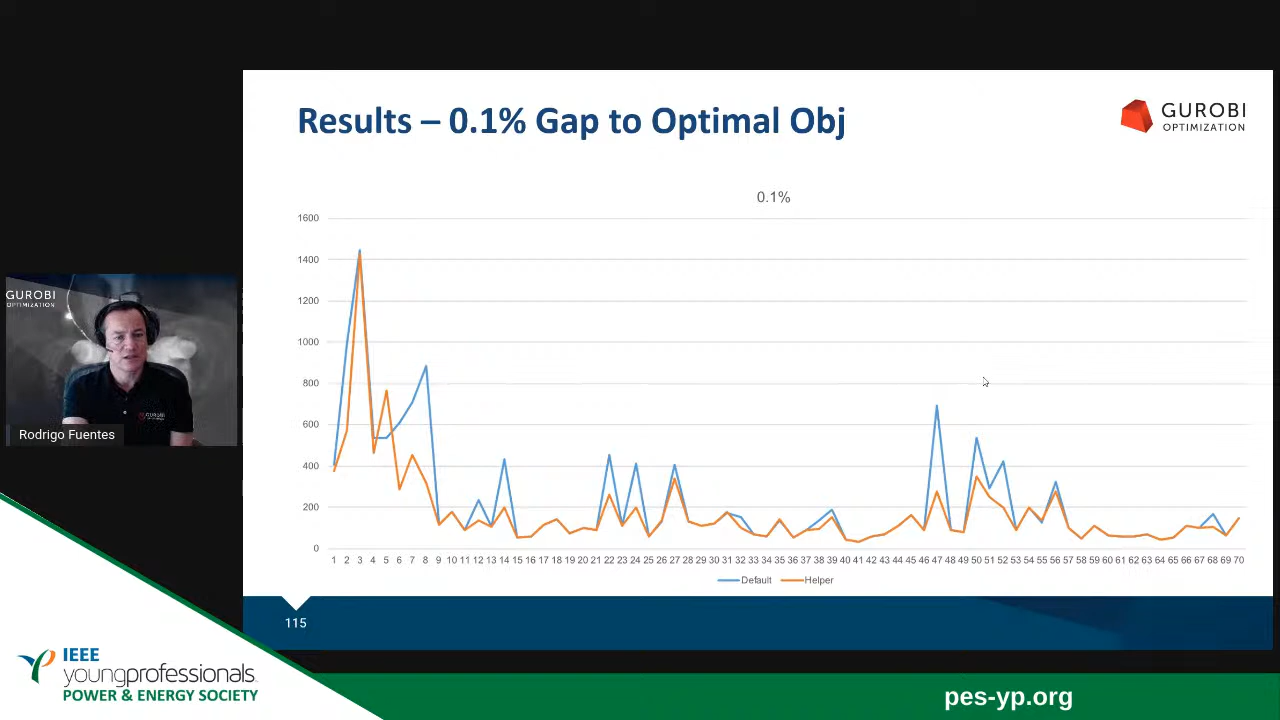 Results – 0.1% Gap to Optimal Obj
GUROBI
OPTIMIZATION
0.1%
1600
1400
1200
1000
800
600
400
200
0
1 2 3 4 5 6 7 8 9 10 11 12 13 14 15 16 17 18 19 20 21 22 23 24 25 26 27 28 29 30 31 32 33 34 35 36 37 38 39 40 41 42 43 44 45 46 47 48 49 50 51 52 53 54 55 56 57 58 59 60 61 62 63 64 65 66 67 68 69 70
Default Helper
115
GUROBI
OPTIMIZATION
GUROBI
Rodrigo Fuentes
IEEE
youngprofessionals
POWER & ENERGY SOCIETY
pes-yp.org